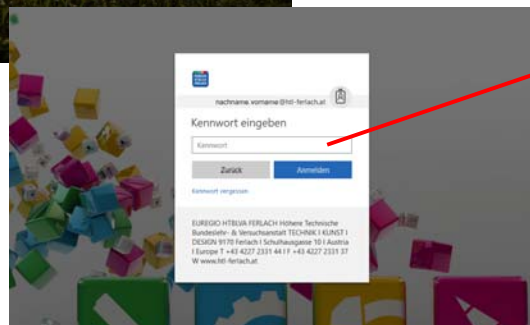 nachname.vorname@htl-ferlach.at
Kennwort eingeben
Kennwort
Zurück
Anmelden
Kennwort vergessen
EUREGIO HTBLVA FERLACH Höhere Technische
Bundeslehr- & Versuchsanstalt TECHNIK I KUNST I
DESIGN 9170 Ferlach I Schulhausgasse 10 I Austria
I Europe T +43 4227 2331 44 I F +43 4227 2331 37
W www.htl-ferlach.at